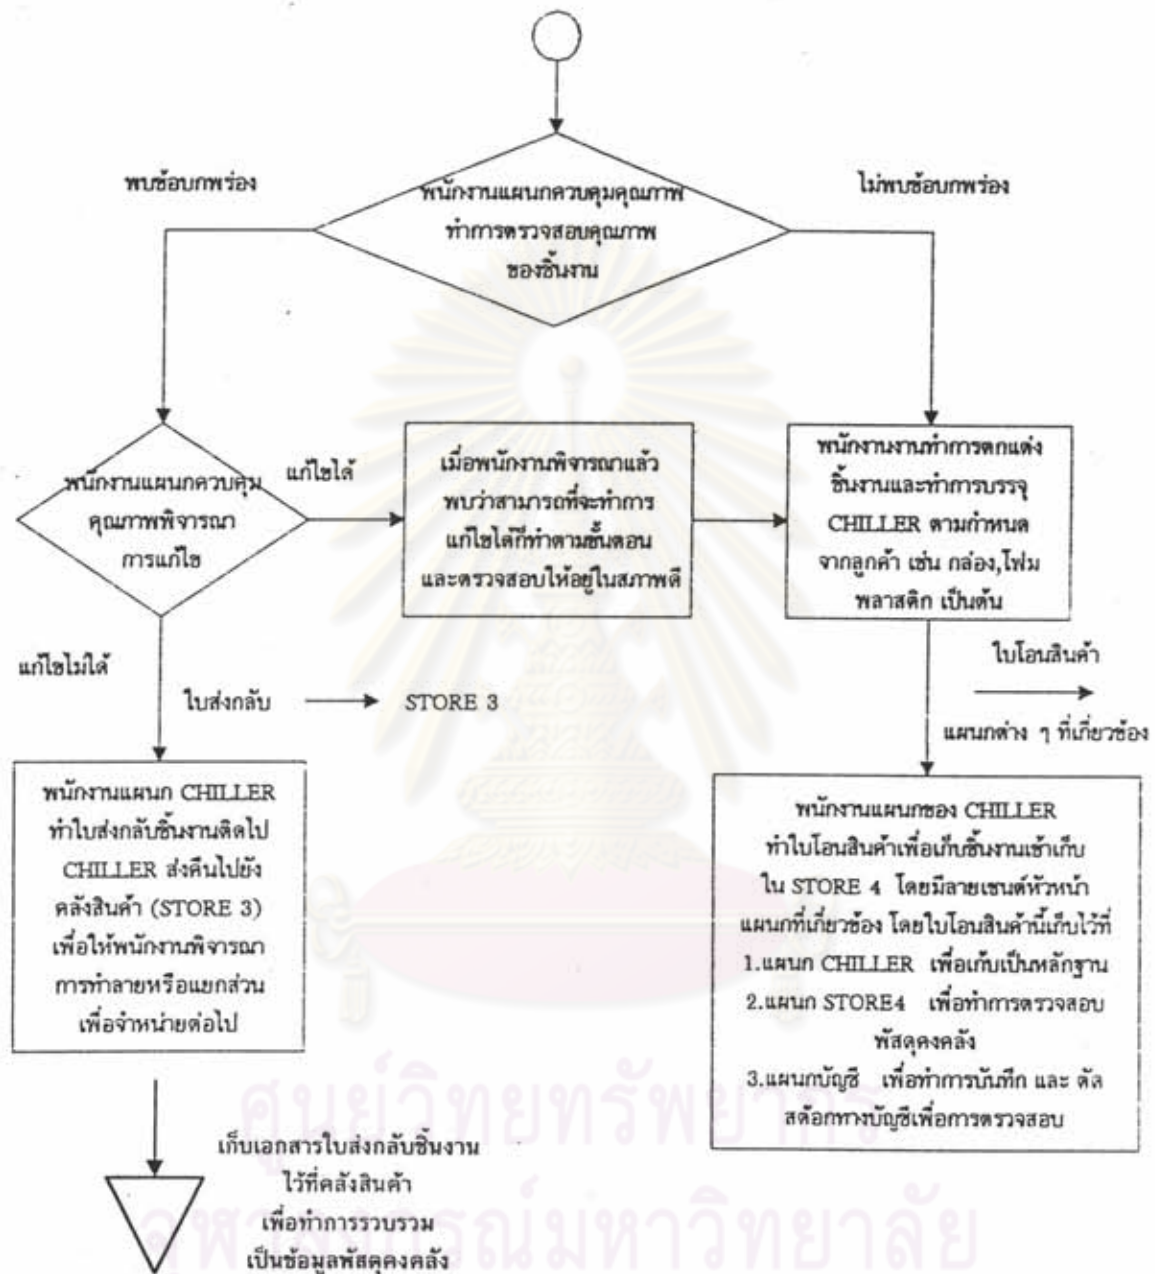 พบข้อบกพร่อง
ไม่พบข้อบกพร่อง
พนักงานแผนกควบคุมคุณภาพ
ทำการตรวจสอบคุณภาพ
ของชิ้นงาน
พนักงานแผนกควบคุม
คุณภาพพิจารณา
การแก้ไข
แก้ไขได้
เมื่อพนักงานพิจารณาแล้ว
พบว่าสามารถที่จะทำการ
แก้ไขได้ก็ทำตามขั้นตอน
และตรวจสอบให้อยู่ในสภาพดี
พนักงานงานทำการตกแต่ง
ชิ้นงานและทำการบรรจุ
CHILLER ตามกำหนด
จากลูกค้า เช่น กล่อง,โฟม
พลาสติก เป็นต้น
แก้ไขไม่ได้
ใบส่งกลับ
STORE 3
ใบโอนสินค้า
แผนกต่าง ๆ ที่เกี่ยวข้อง
พนักงานแผนก CHILLER
ทำใบส่งกลับชิ้นงานติดไป
CHILLER ส่งคืนไปยัง
คลังสินค้า (STORE 3)
เพื่อให้พนักงานพิจารณา
การทำลายหรือแยกส่วน
เพื่อจำหน่ายต่อไป
พนักงานแผนกของ CHILLER
ทำใบโอนสินค้าเพื่อเก็บชิ้นงานเข้าเก็บ
ใน STORE 4 โดยมีลายเซนต์หัวหน้า
แผนกที่เกี่ยวข้อง โดยใบโอนสินค้านี้เก็บไว้ที่
1.แผนก CHILLER เพื่อเก็บเป็นหลักฐาน
2.แผนก STORE4 เพื่อทำการตรวจสอบ
พัสดุคงคลัง
3.แผนกบัญชี เพื่อทำการบันทึก และ ตัด
สต๊อกทางบัญชีเพื่อการตรวจสอบ
เก็บเอกสารใบส่งกลับชิ้นงาน
ไว้ที่คลังสินค้า
เพื่อทำการรวบรวม
เป็นข้อมูลพัสดุคงคลัง
ศูนย์วิทยทรัพยากร
จุฬาลงกรณ์มหาวิทยาลัย